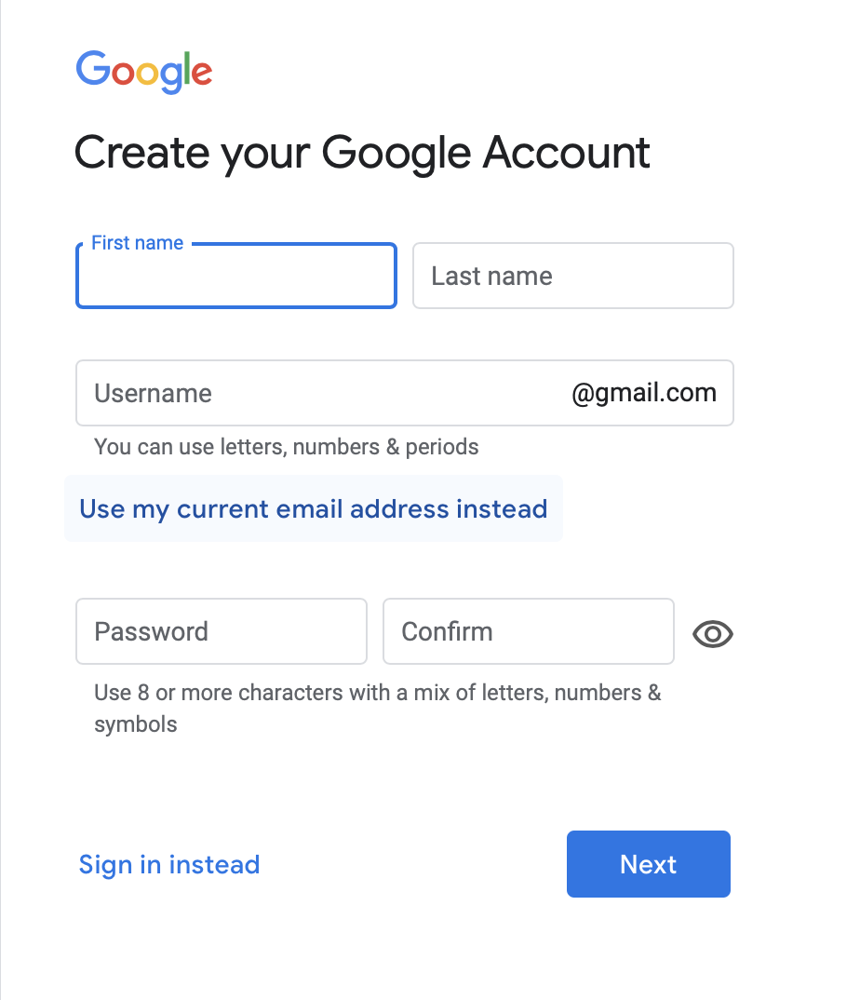 Google
Create your Google Account
First name
Last name
Username @gmail.com
You can use letters, numbers & periods
Use my current email address instead
Password
Confirm
Use 8 or more characters with a mix of letters, numbers &
symbols
Sign in instead
Next